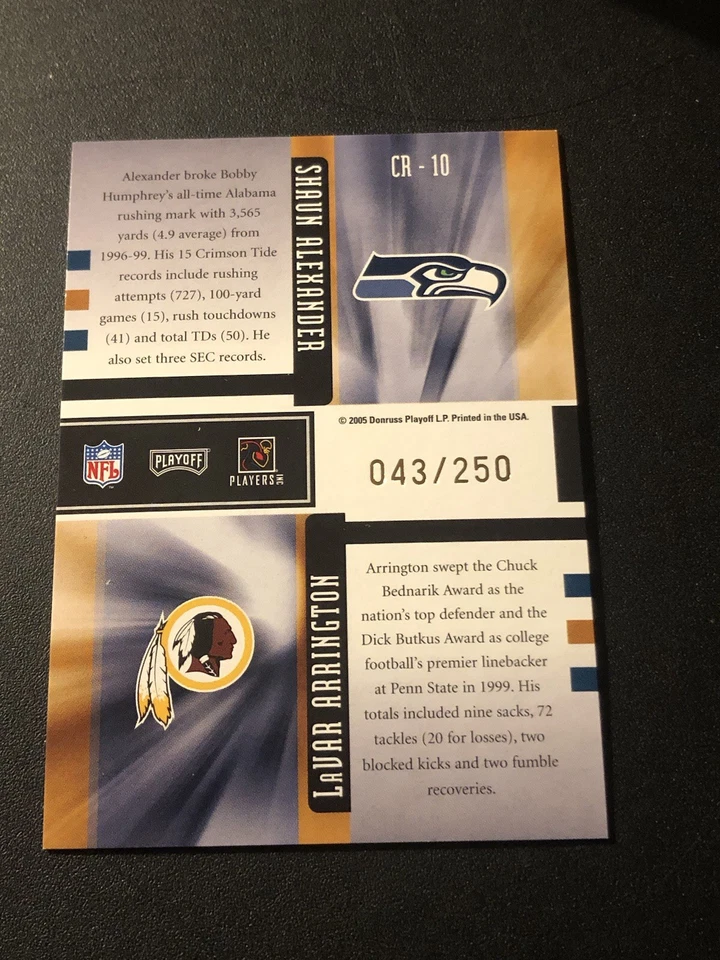 Alexander broke Bobby
Humphrey's all-time Alabama
rushing mark with 3,565
yards (4.9 average) from
1996-99. His 15 Crimson Tide
records include rushing
attempts (727), 100-yard
games (15), rush touchdowns
(41) and total TDs (50). He
also set three SEC records.
SHAUN ALEXANDER
CR - 10
© 2005 Donruss Playoff L.P. Printed in the USA.
NFL
PLAYOFF
PLAYERS INC
043/250
LaVAR ARRINGTON
Arrington swept the Chuck
Bednarik Award as the
nation's top defender and the
Dick Butkus Award as college
football's premier linebacker
at Penn State in 1999. His
totals included nine sacks, 72
tackles (20 for losses), two
blocked kicks and two fumble
recoveries.